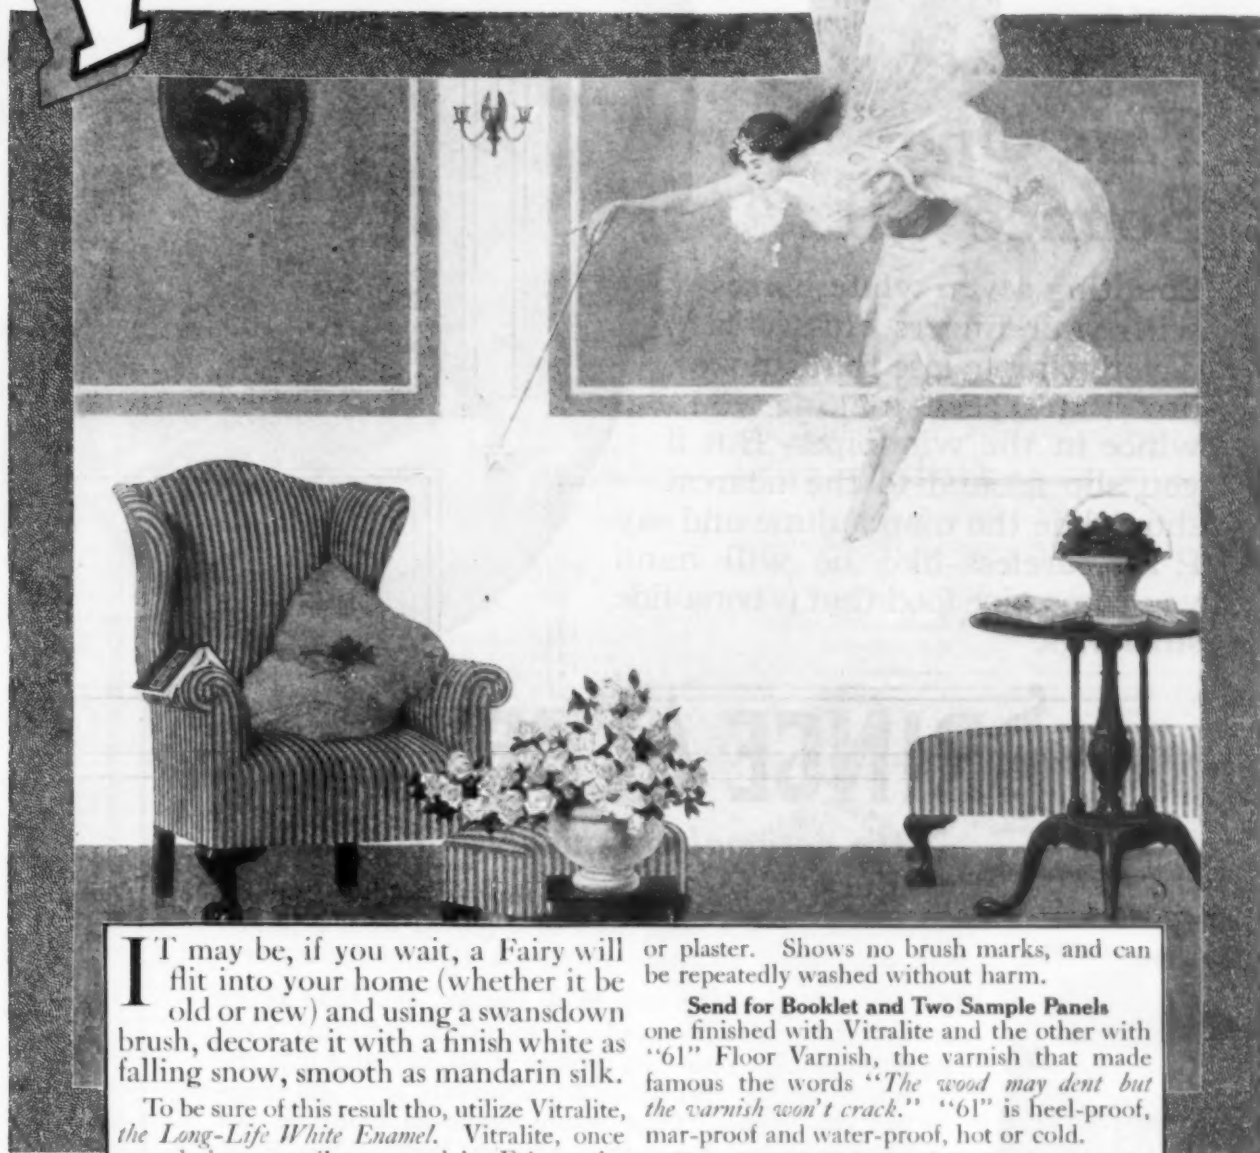 IT may be, if you wait, a Fairy will
flit into your home (whether it be
old or new) and using a swansdown
brush, decorate it with a finish white as
falling snow, smooth as mandarin silk.
To be sure of this result tho, utilize Vitralite,
the Long-Life White Enamel. Vitralite, once
or plaster. Shows no brush marks, and can
be repeatedly washed without harm.
Send for Booklet and Two Sample Panels
one finished with Vitralite and the other with
"61" Floor Varnish, the varnish that made
famous the words "The wood may dent but
the varnish won't crack." "61" is heel-proof,
mar-proof and water-proof, hot or cold.